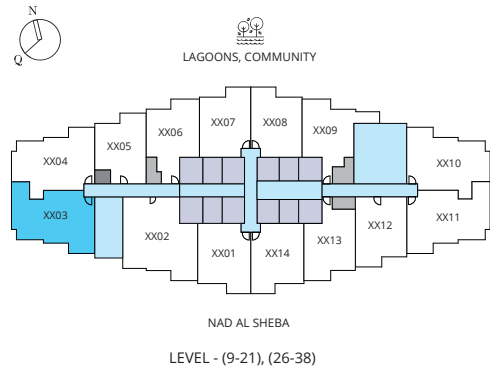 N
Q
LAGOONS, COMMUNITY
XX07
XX08
XX06
XX09
XX05
XX04
XX10
XX03
XX11
XX02
XX12
XX13
XX01
XX14
NAD AL SHEBA
LEVEL - (9-21), (26-38)